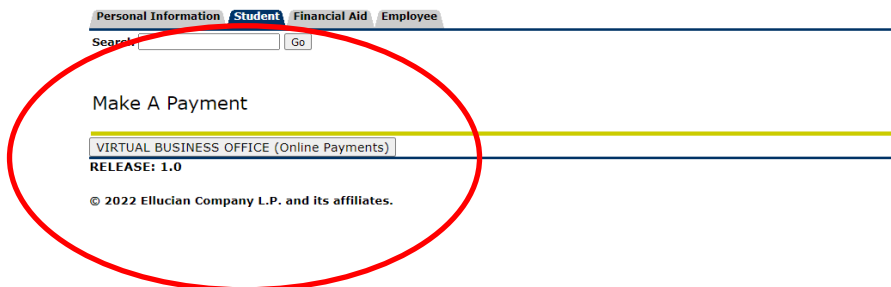 Personal Information Student Financial Aid Employee
Search Go
Make A Payment
VIRTUAL BUSINESS OFFICE (Online Payments)
RELEASE: 1.0
© 2022 Ellucian Company L.P. and its affiliates.